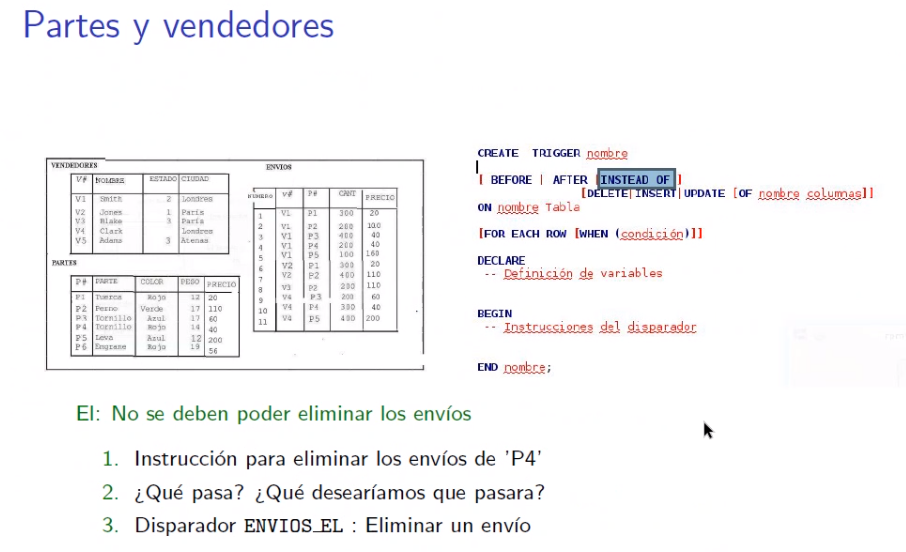 Partes y vendedores
VENDEDORES
V# NOMBRE ESTADO CIUDAD
V1 Smith 2 Londres
V2 Jones 1 París
V3 Blake 3 París
V4 Clark Londres
V5 Adams 3 Atenas
PARTES
P# PARTE COLOR PESO PRECIO
P1 Tuerca Rojo 12 20
P2 Perno Verde 17 110
P3 Tornillo Azul 17 60
P4 Tornillo Rojo 14 40
P5 Leva Azul 12 200
P6 Engrane Rojo 19 56
ENVIOS
NUMERO V# P# CANT PRECIO
1 V1 P1 300 20
2 V1 P2 200 100
3 V1 P3 400 40
4 V1 P4 200 40
5 V1 P5 100 160
6 V2 P1 300 20
7 V2 P2 400 110
8 V3 P2 200 110
9 V4 P3 200 60
10 V4 P4 300 40
11 V4 P5 400 200
CREATE TRIGGER nombre
[ BEFORE | AFTER |INSTEAD OF ]
[DELETE|INSERT|UPDATE [OF nombre columnas]]
ON nombre Tabla
[FOR EACH ROW [WHEN (condición)]]
DECLARE
-- Definición de variables
BEGIN
-- Instrucciones del disparador
END nombre;
El: No se deben poder eliminar los envíos
1. Instrucción para eliminar los envíos de 'P4'
2. ¿Qué pasa? ¿Qué desearíamos que pasara?
3. Disparador ENVIOS_EL : Eliminar un envío